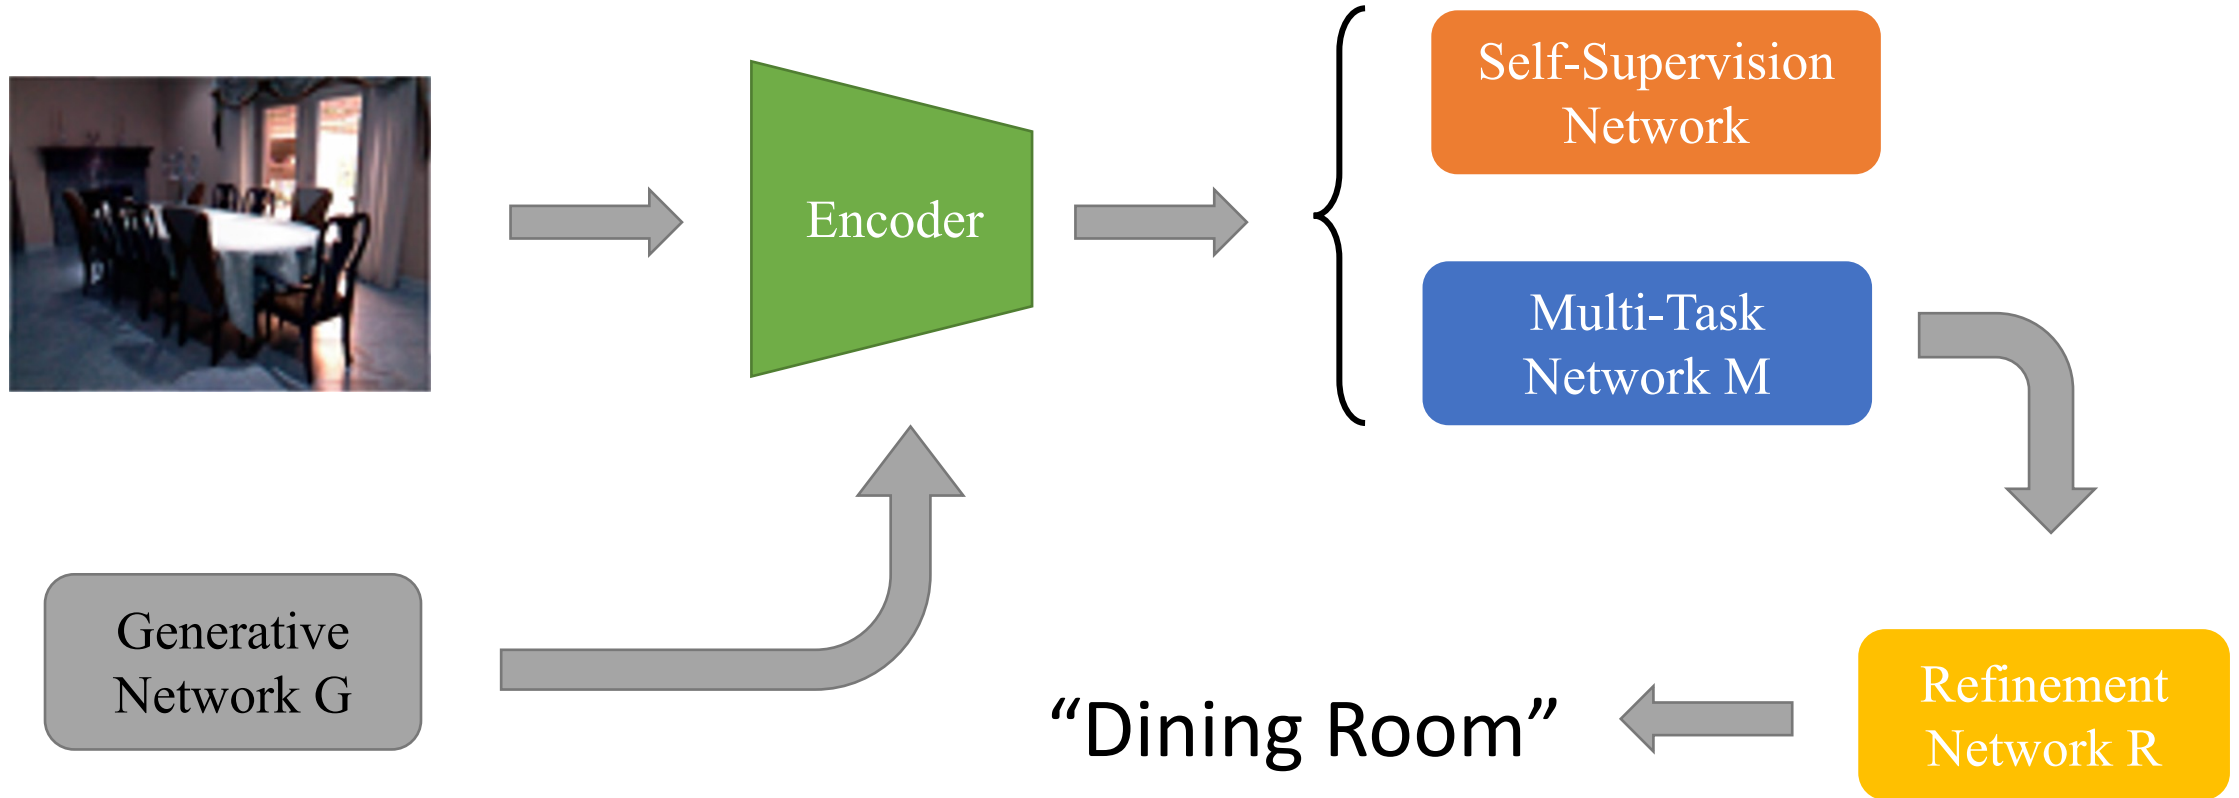 Self-Supervision
Network
Encoder
Multi-Task
Network M
Generative
Network G
“Dining Room”
Refinement
Network R